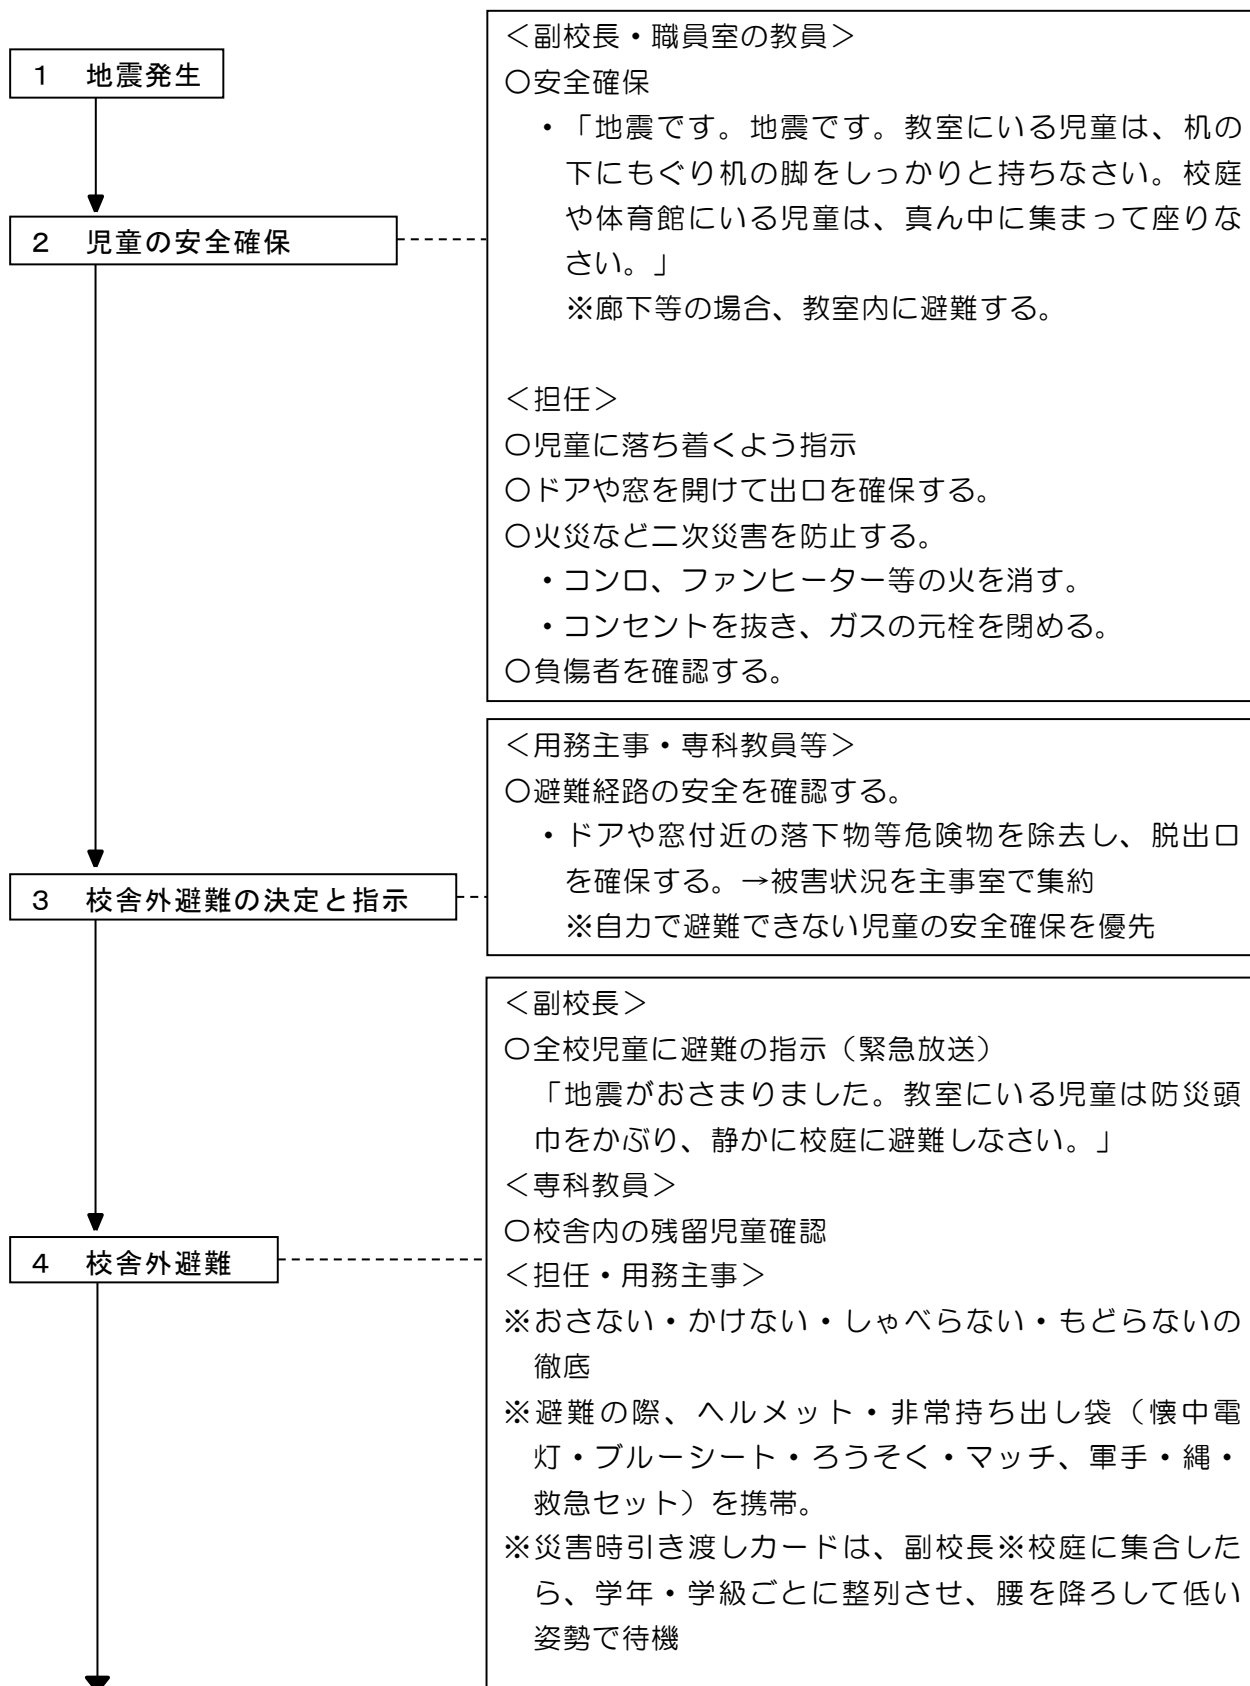 1 地震発生
2 児童の安全確保
＜副校長・職員室の教員＞
〇安全確保
・「地震です。地震です。教室にいる児童は、机の
下にもぐり机の脚をしっかりと持ちなさい。校庭
や体育館にいる児童は、真ん中に集まって座りな
さい。」
※廊下等の場合、教室内に避難する。
＜担任＞
〇児童に落ち着くよう指示
〇ドアや窓を開けて出口を確保する。
〇火災など二次災害を防止する。
・コンロ、ファンヒーター等の火を消す。
・コンセントを抜き、ガスの元栓を閉める。
〇負傷者を確認する。
3 校舎外避難の決定と指示
＜用務主事・専科教員等＞
〇避難経路の安全を確認する。
・ドアや窓付近の落下物等危険物を除去し、脱出口
を確保する。→被害状況を主事室で集約
※自力で避難できない児童の安全確保を優先
4 校舎外避難
＜副校長＞
〇全校児童に避難の指示（緊急放送）
「地震がおさまりました。教室にいる児童は防災頭
巾をかぶり、静かに校庭に避難しなさい。」
＜専科教員＞
〇校舎内の残留児童確認
＜担任・用務主事＞
※おさない・かけない・しゃべらない・もどらないの
徹底
※避難の際、ヘルメット・非常持ち出し袋（懐中電
灯・ブルーシート・ろうそく・マッチ、軍手・縄・
救急セット）を携帯。
※災害時引き渡しカードは、副校長※校庭に集合した
ら、学年・学級ごとに整列させ、腰を降ろして低い
姿勢で待機